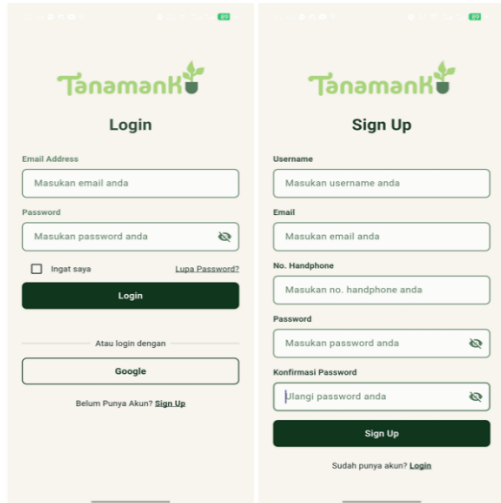 TanamanKu
Login
Email Address
Masukan email anda
Password
Masukan password anda
Ingat saya
Lupa Password?
Login
Atau login dengan
Google
Belum Punya Akun? Sign Up
TanamanKu
Sign Up
Username
Masukan username anda
Email
Masukan email anda
No. Handphone
Masukan no. handphone anda
Password
Masukan password anda
Konfirmasi Password
Ulangi password anda
Sign Up
Sudah punya akun? Login